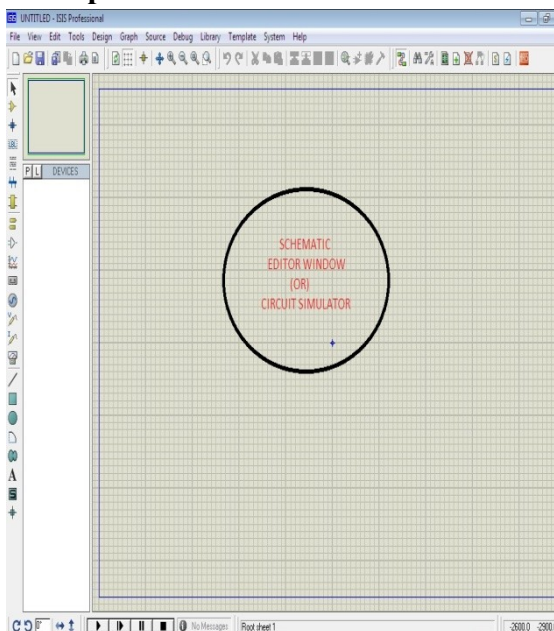 UNTITLED - ISIS Professional
File View Edit Tools Design Graph Source Debug Library Template System Help
P L DEVICES
SCHEMATIC
EDITOR WINDOW
(OR)
CIRCUIT SIMULATOR
A
No Messages Root sheet 1 -2600.0 -2900